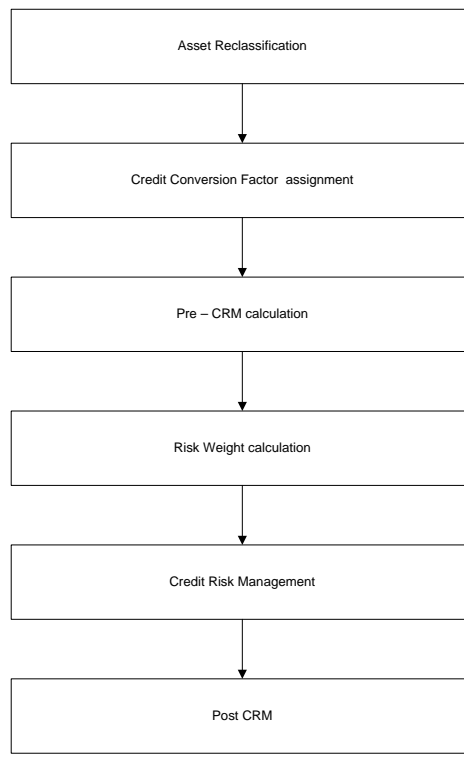 Asset Reclassification
Credit Conversion Factor assignment
Pre – CRM calculation
Risk Weight calculation
Credit Risk Management
Post CRM